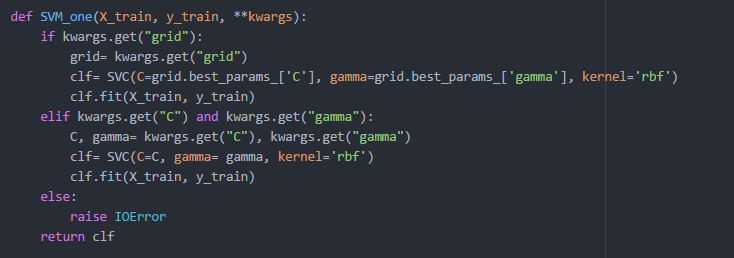 def SVM_one(X_train, y_train, **kwargs):
    if kwargs.get("grid"):
        grid= kwargs.get("grid")
        clf= SVC(C=grid.best_params_['C'], gamma=grid.best_params_['gamma'], kernel='rbf')
        clf.fit(X_train, y_train)
    elif kwargs.get("C") and kwargs.get("gamma"):
        C, gamma= kwargs.get("C"), kwargs.get("gamma")
        clf= SVC(C=C, gamma= gamma, kernel='rbf')
        clf.fit(X_train, y_train)
    else:
        raise IOError
    return clf